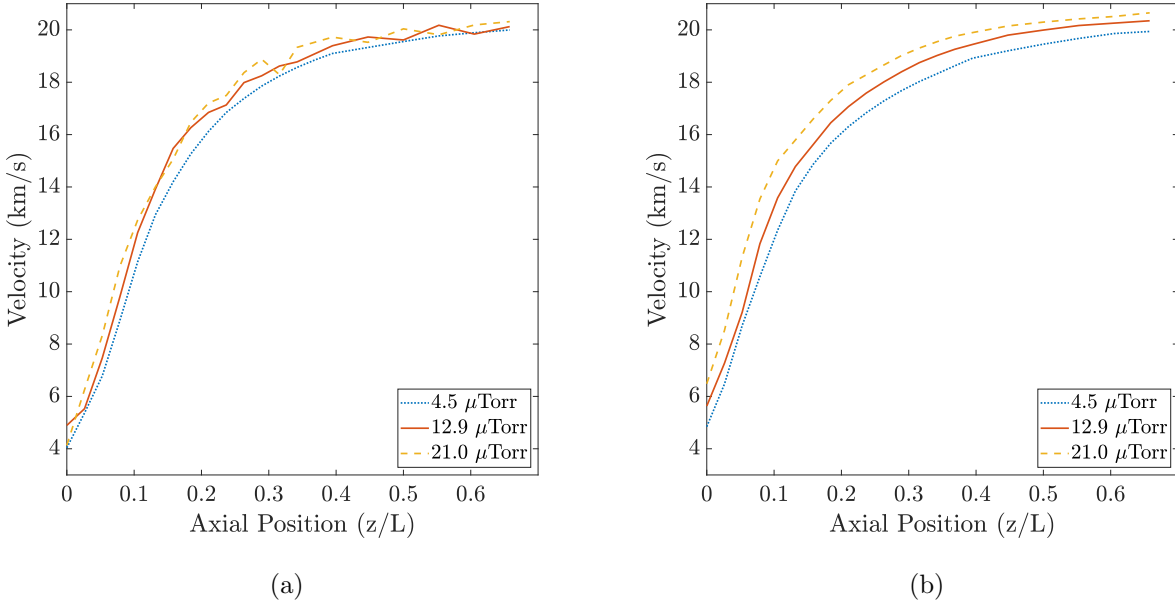 20
18
16
14
12
10
8
6
4
Velocity (km/s)
4.5 μTorr
12.9 μTorr
21.0 μTorr
0 0.1 0.2 0.3 0.4 0.5 0.6
Axial Position (z/L)
(a)
20
18
16
14
12
10
8
6
4
Velocity (km/s)
4.5 μTorr
12.9 μTorr
21.0 μTorr
0 0.1 0.2 0.3 0.4 0.5 0.6
Axial Position (z/L)
(b)